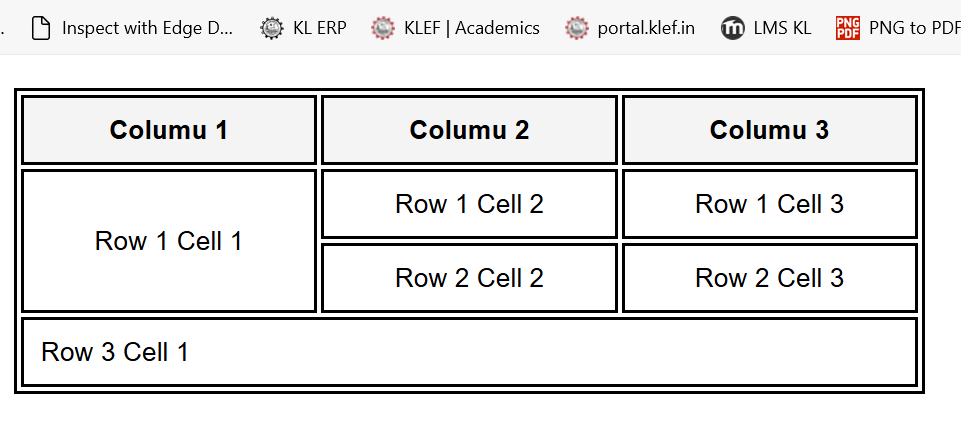 . Inspect with Edge D... KL ERP KLEF | Academics portal.klef.in LMS KL PNG PDF PNG to PDF
Columu 1 Columu 2 Columu 3
Row 1 Cell 1 Row 1 Cell 2 Row 1 Cell 3
Row 2 Cell 2 Row 2 Cell 3
Row 3 Cell 1